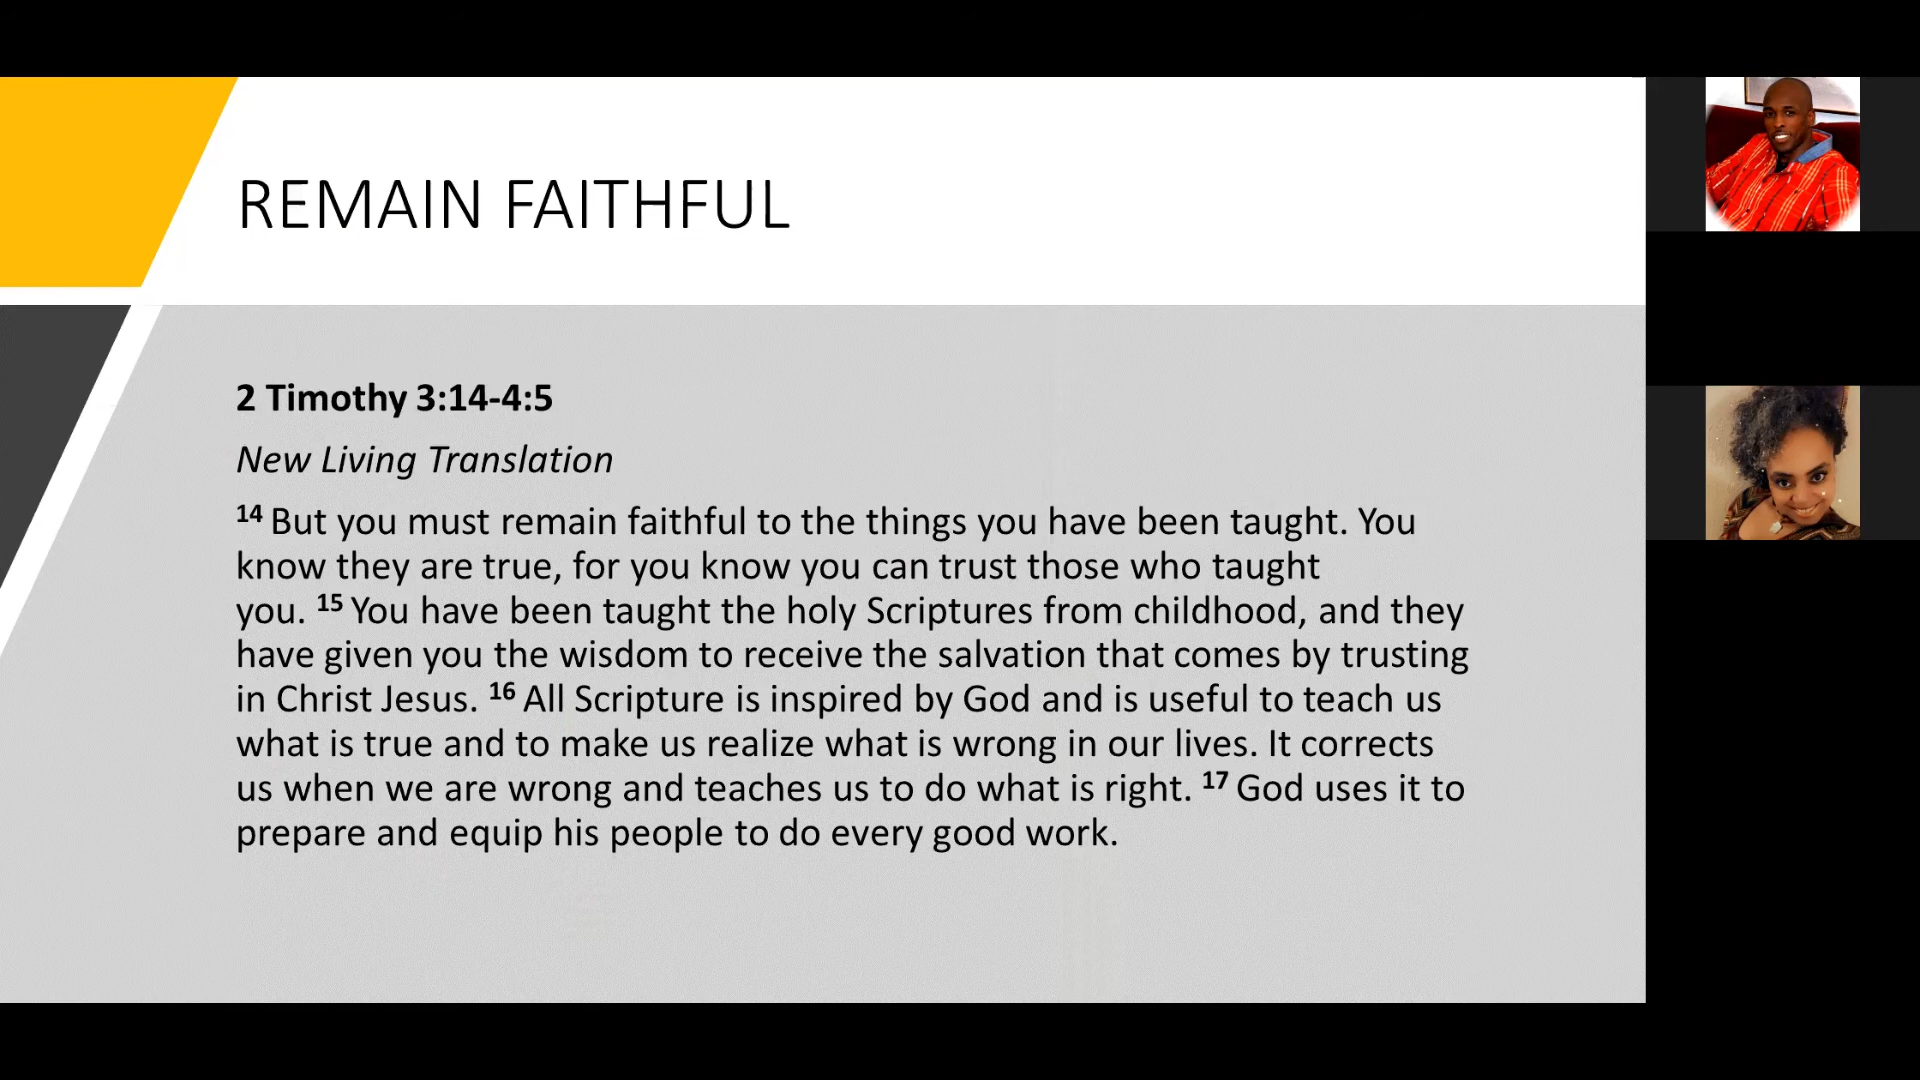 REMAIN FAITHFUL
2 Timothy 3:14-4:5
New Living Translation
14 But you must remain faithful to the things you have been taught. You
know they are true, for you know you can trust those who taught
you. 15 You have been taught the holy Scriptures from childhood, and they
have given you the wisdom to receive the salvation that comes by trusting
in Christ Jesus. 16 All Scripture is inspired by God and is useful to teach us
what is true and to make us realize what is wrong in our lives. It corrects
us when we are wrong and teaches us to do what is right. 17 God uses it to
prepare and equip his people to do every good work.